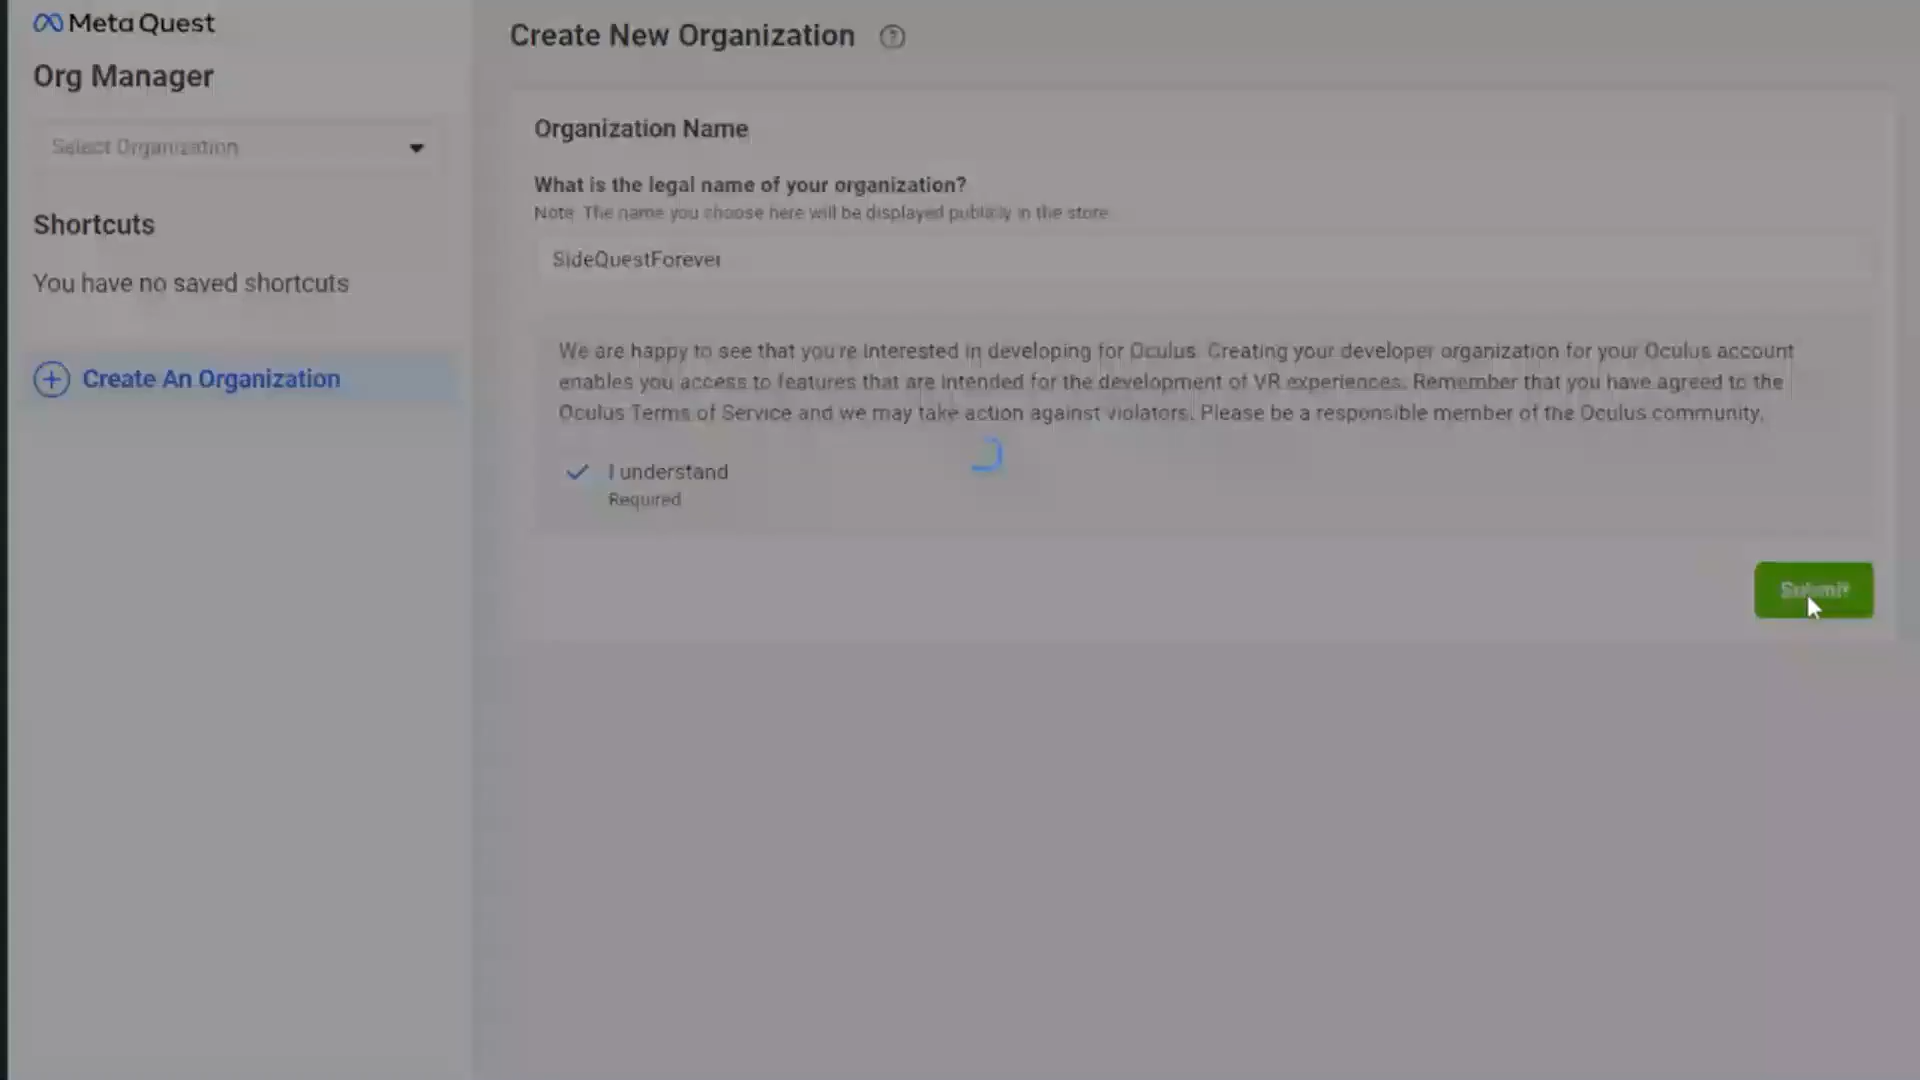 Meta Quest
Org Manager
Select Organization
Shortcuts
You have no saved shortcuts
Create An Organization
Create New Organization ?
Organization Name
What is the legal name of your organization?
Note: The name you choose here will be displayed publicly in the store.
SideQuestForever
We are happy to see that you're interested in developing for Oculus. Creating your developer organization for your Oculus account
enables you access to features that are intended for the development of VR experiences. Remember that you have agreed to the
Oculus Terms of Service and we may take action against violators. Please be a responsible member of the Oculus community.
I understand
Required
Submit